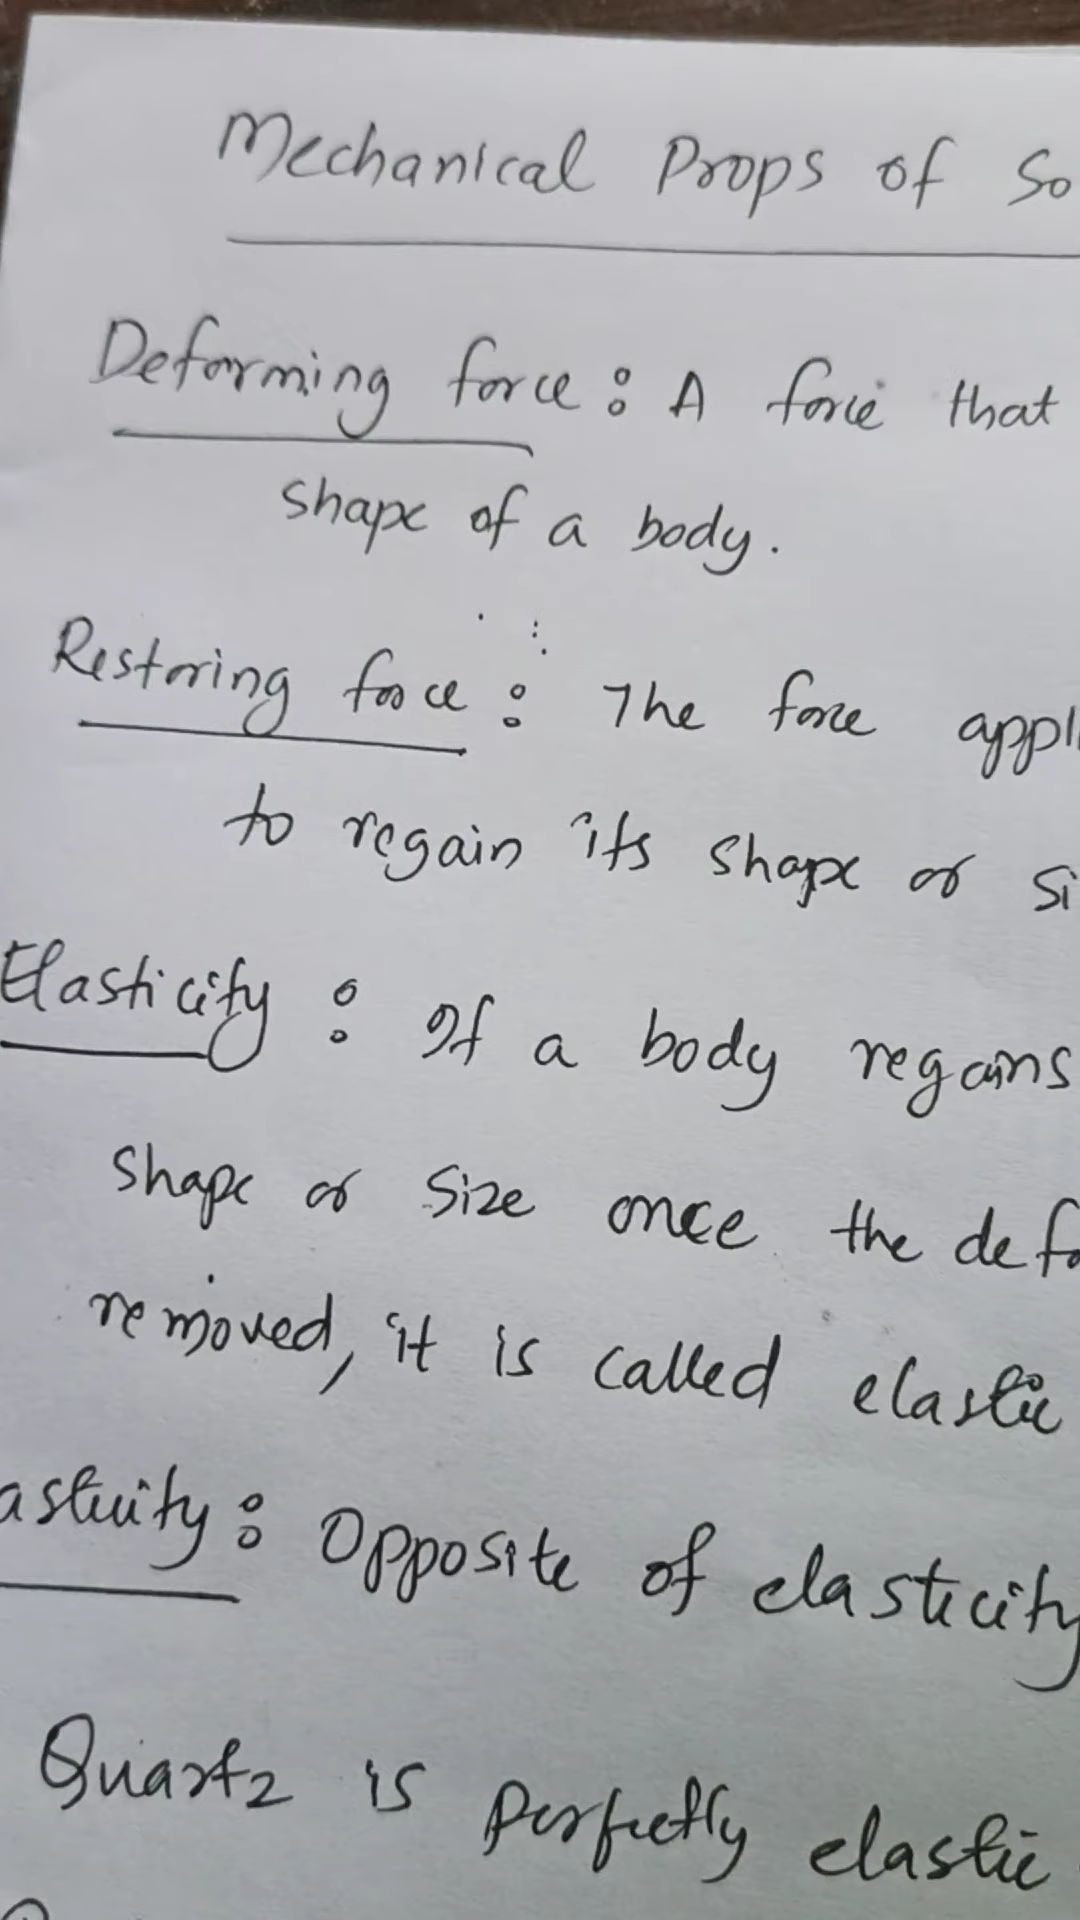 Mechanical Props of So
Deforming force: A force that
shape of a body.
Restoring force: The force appli
to regain its shape or si
Elasticity: If a body regains
shape or size once the defo
removed, it is called elastic
asticity: Opposite of elasticity
Quartz is perfectly elastic